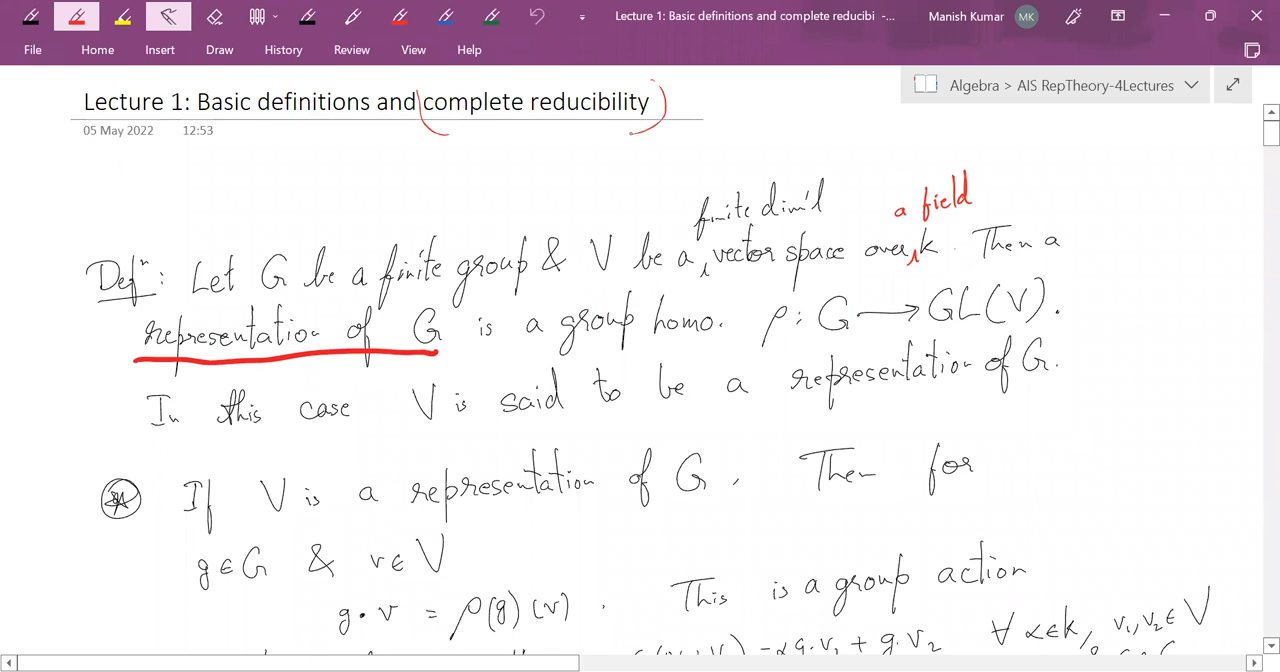 Lecture 1: Basic definitions and complete reducibi -...
Manish Kumar
MK
File Home Insert Draw History Review View Help
Lecture 1: Basic definitions and complete reducibility
Algebra > AIS RepTheory-4Lectures
05 May 2022 12:53
finite dim'l a field
Defⁿ: Let G be a finite group & V be a vector space over k. Then a
representation of G is a group homo. ρ: G → GL(V).
In this case V is said to be a representation of G.
If V is a representation of G. Then for
g ∈ G & v ∈ V
g · v = ρ(g)(v). This is a group action
∀ α ∈ k, v₁, v₂ ∈ V
α g · v₁ + g · v₂